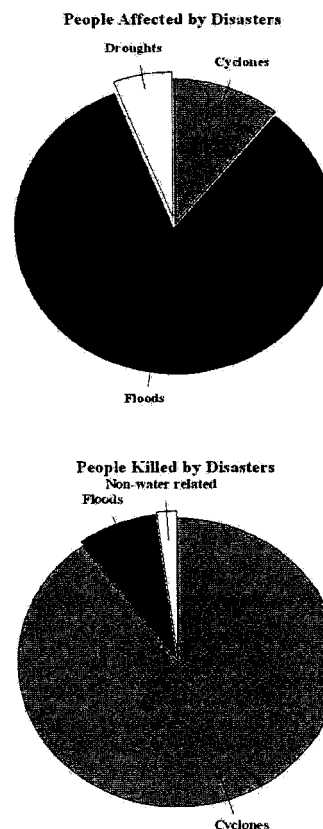 People Affected by Disasters
Droughts
Cyclones
Floods
People Killed by Disasters
Non-water related
Floods
Cyclones